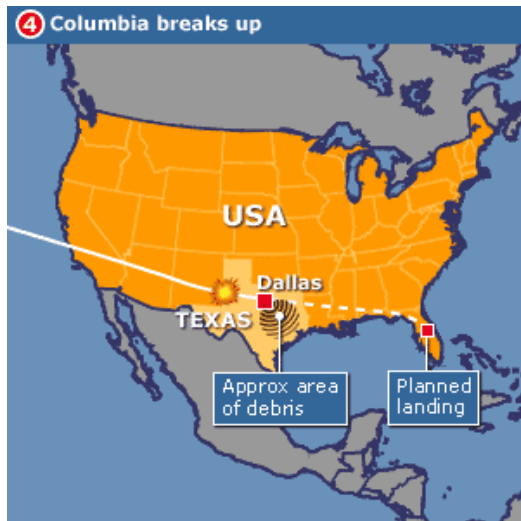 4 Columbia breaks up
USA
Dallas
TEXAS
Approx area
of debris
Planned
landing